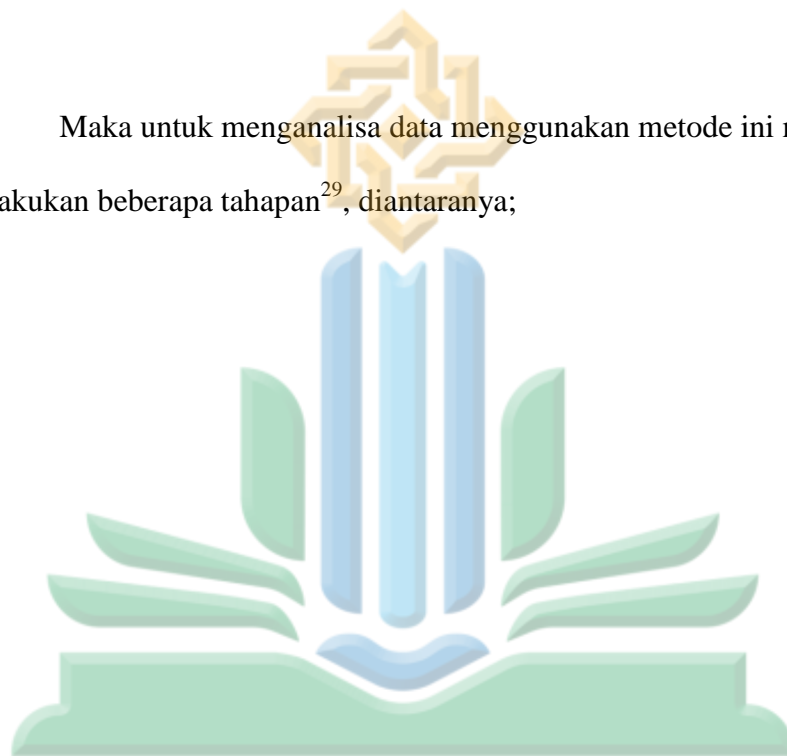 Maka untuk menganalisa data menggunakan metode ini
akukan beberapa tahapan²⁹, diantaranya;